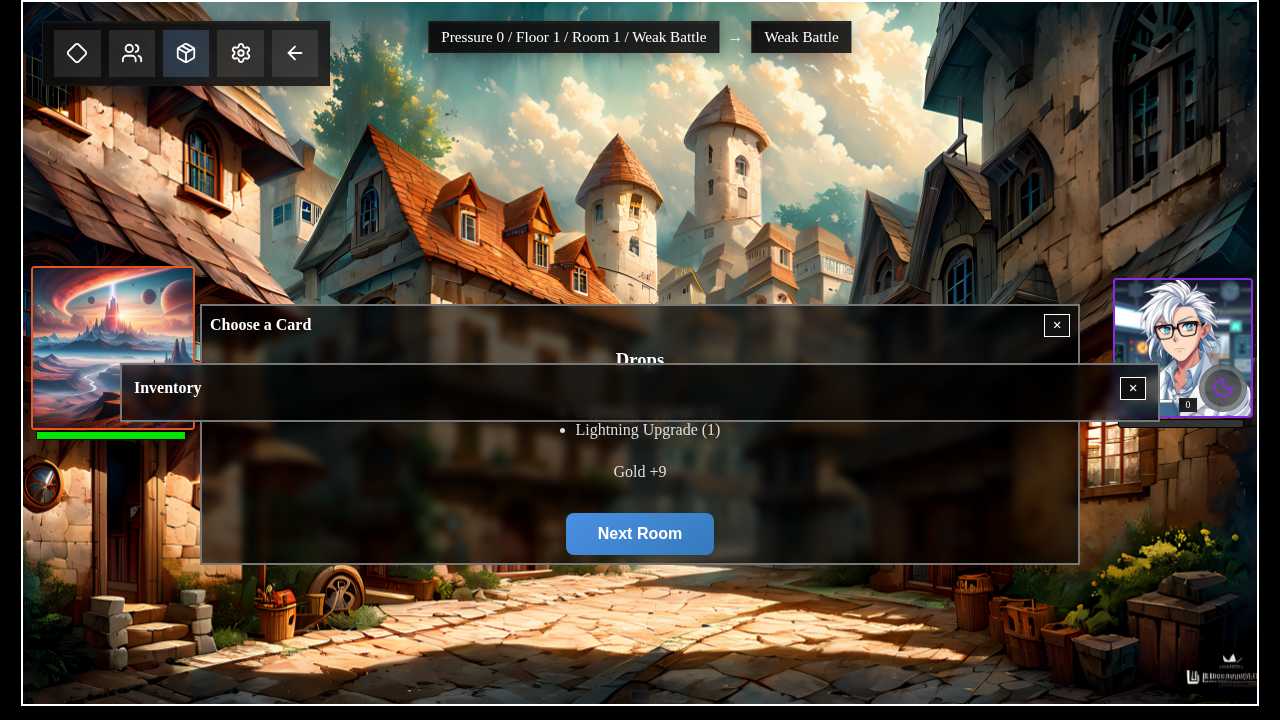 Pressure 0 / Floor 1 / Room 1 / Weak Battle → Weak Battle
Choose a Card ×
Drops
Inventory ×
0
• Lightning Upgrade (1)
Gold +9
Next Room